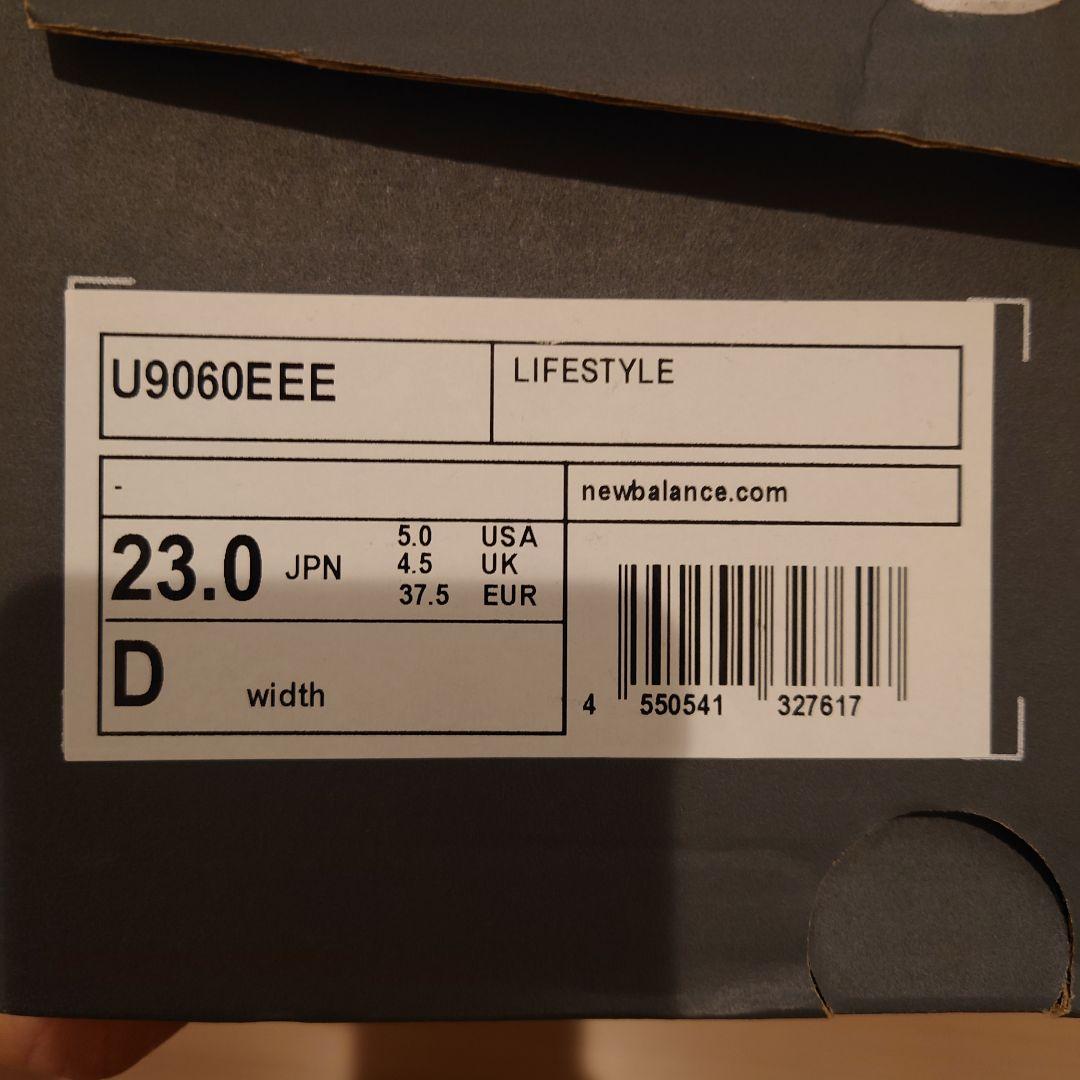 U9060EEE
LIFESTYLE
-
newbalance.com
23.0 JPN
5.0 USA
4.5 UK
37.5 EUR
D width
4 550541 327617